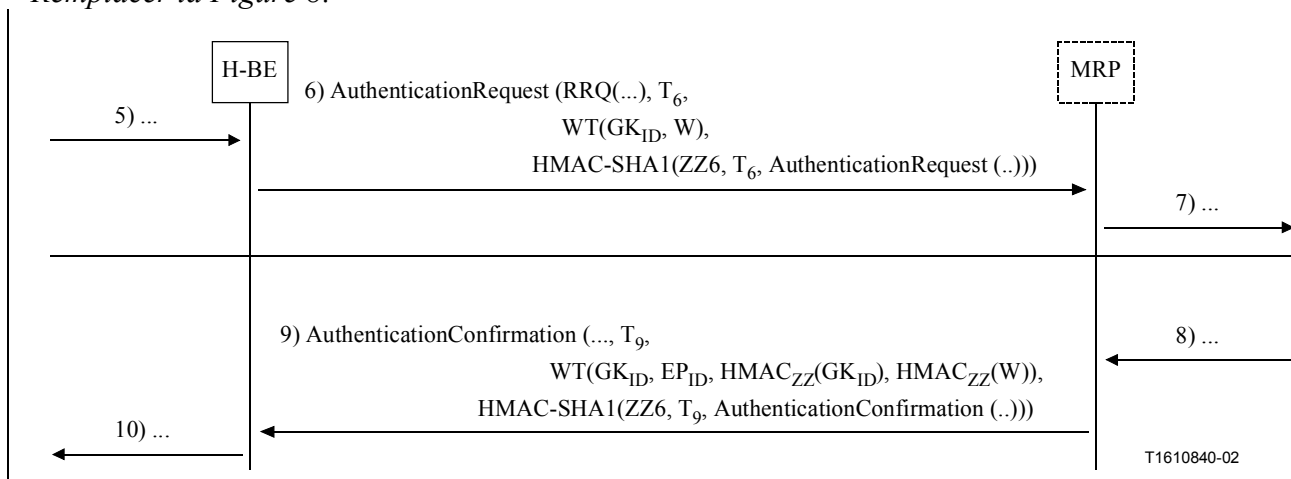 Remplacer la Figure 8:
H-BE
MRP
6) AuthenticationRequest (RRQ(...), T6,
5) ...
WT(GKID, W),
HMAC-SHA1(ZZ6, T6, AuthenticationRequest (..)))
7) ...
9) AuthenticationConfirmation (..., T9,
8) ...
WT(GKID, EPID, HMACZZ(GKID), HMACZZ(W)),
HMAC-SHA1(ZZ6, T9, AuthenticationConfirmation (..)))
10) ...
T1610840-02